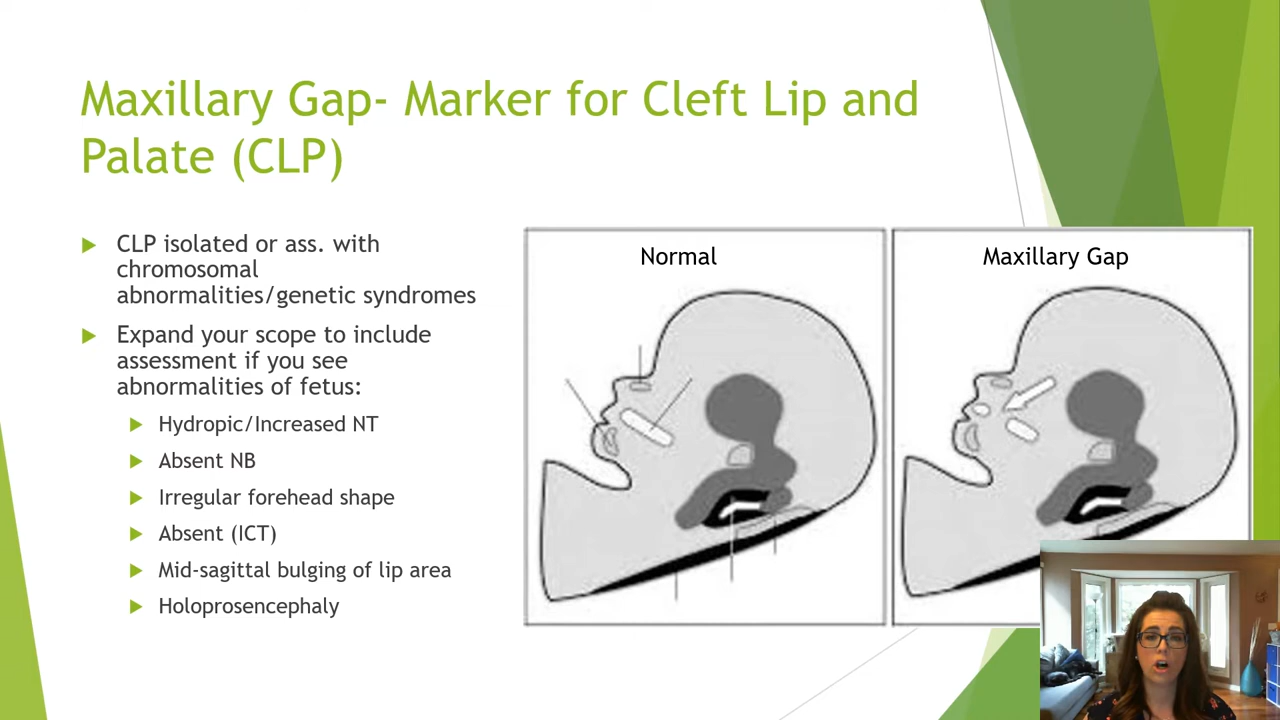 Maxillary Gap- Marker for Cleft Lip and
Palate (CLP)
CLP isolated or ass. with
chromosomal
abnormalities/genetic syndromes
Expand your scope to include
assessment if you see
abnormalities of fetus:
Hydropic/Increased NT
Absent NB
Irregular forehead shape
Absent (ICT)
Mid-sagittal bulging of lip area
Holoprosencephaly
Normal
Maxillary Gap